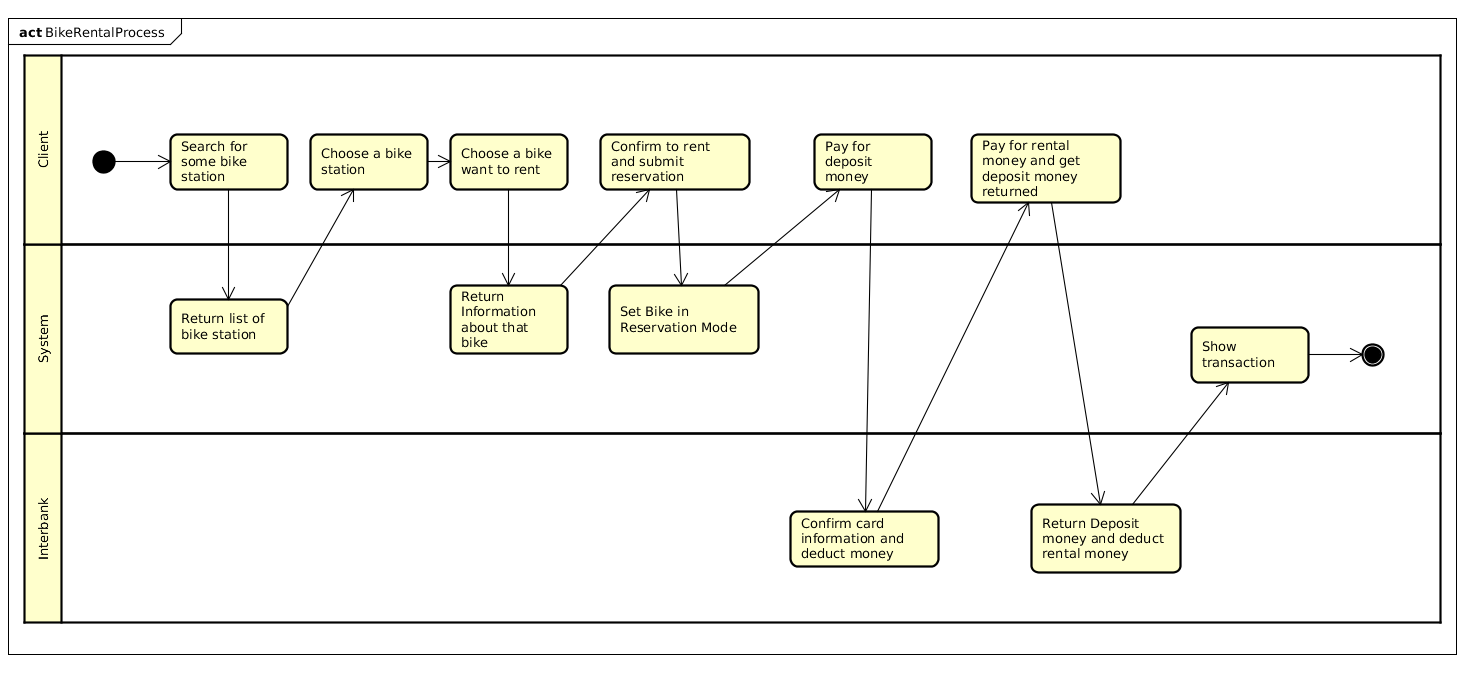 act BikeRentalProcess
Client
Search for
some bike
station
Choose a bike
station
Choose a bike
want to rent
Confirm to rent
and submit
reservation
Pay for
deposit
money
Pay for rental
money and get
deposit money
returned
System
Return list of
bike station
Return
Information
about that
bike
Set Bike in
Reservation Mode
Show
transaction
Interbank
Confirm card
information and
deduct money
Return Deposit
money and deduct
rental money